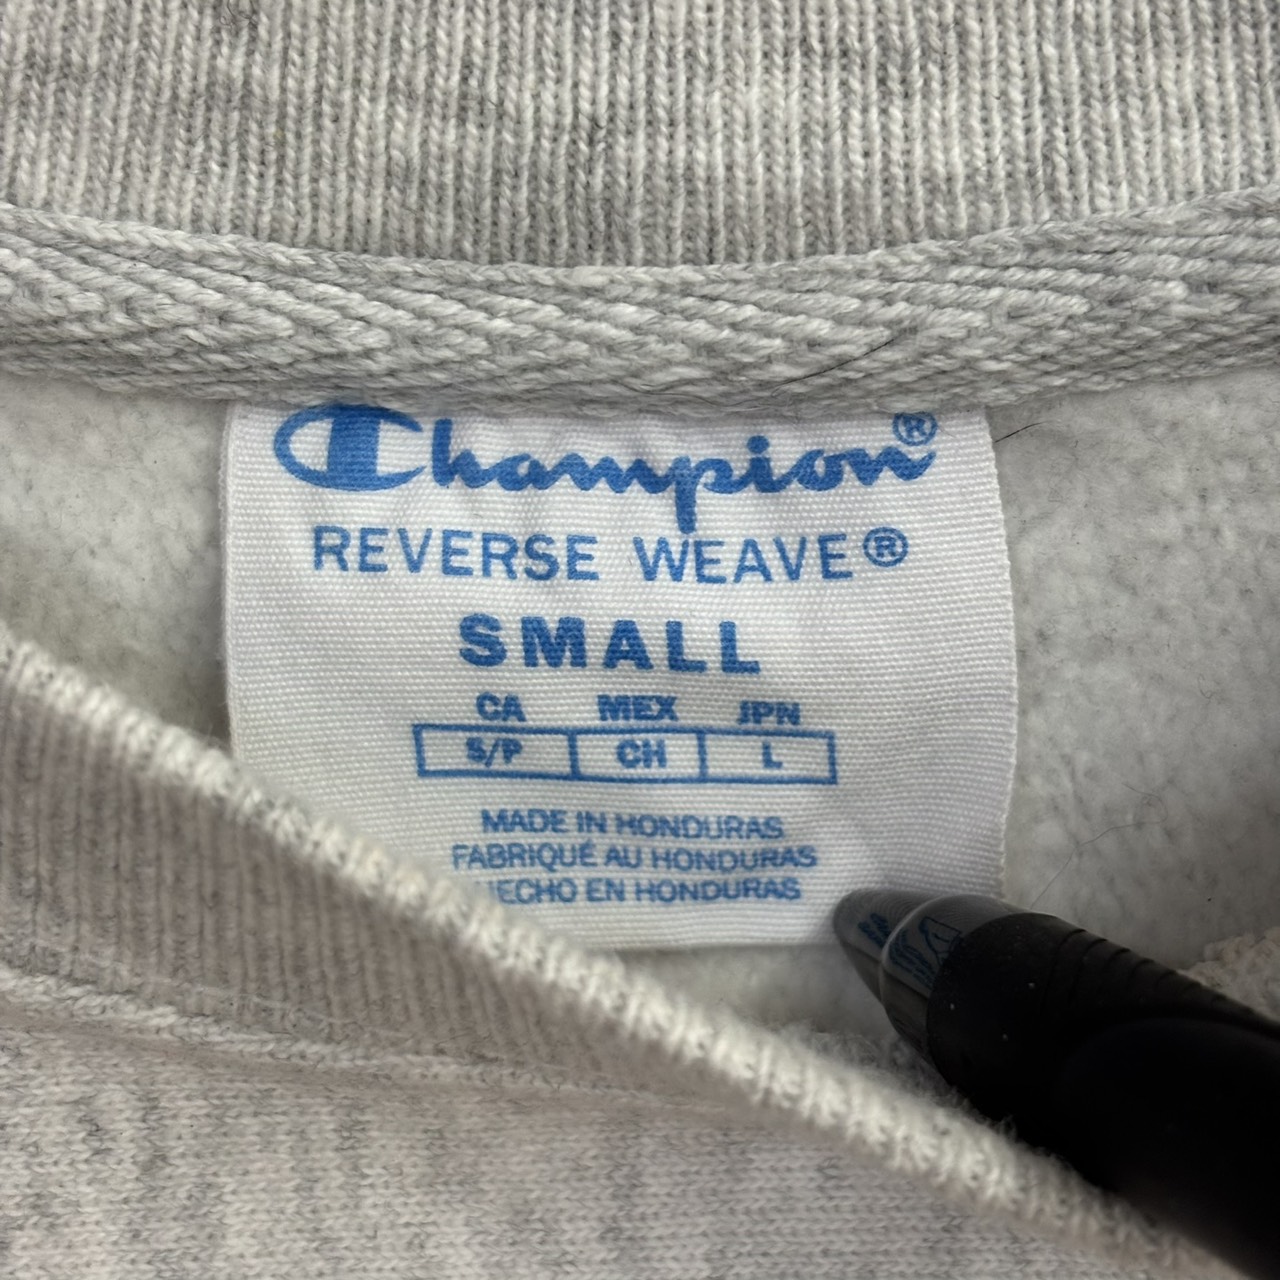 Champion®
REVERSE WEAVE®
SMALL
CA MEX JPN
S/P CH L
MADE IN HONDURAS
FABRIQUÉ AU HONDURAS
HECHO EN HONDURAS